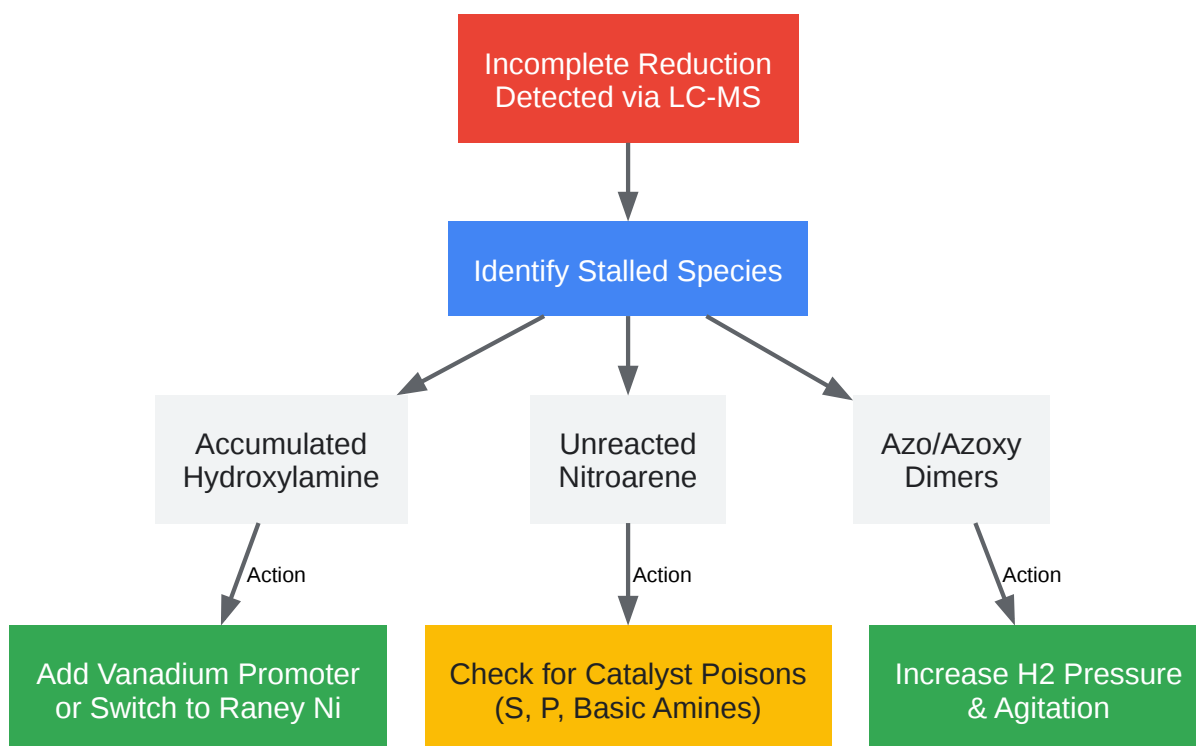 Incomplete Reduction
Detected via LC-MS
Identify Stalled Species
Accumulated
Hydroxylamine
Unreacted
Nitroarene
Azo/Azoxy
Dimers
Action
Action
Action
Add Vanadium Promoter
or Switch to Raney Ni
Check for Catalyst Poisons
(S, P, Basic Amines)
Increase H2 Pressure
& Agitation